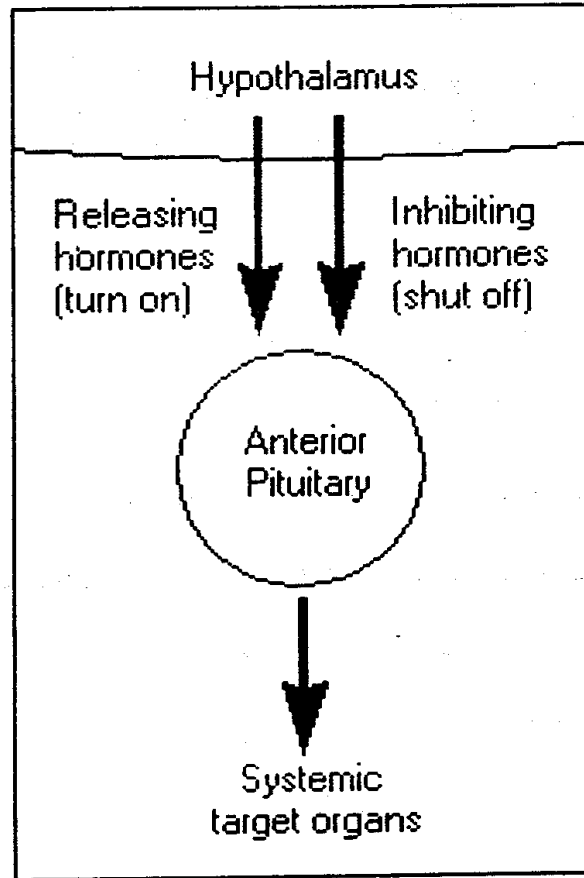 Hypothalamus
Releasing
hormones
(turn on)
Inhibiting
hormones
(shut off)
Anterior
Pituitary
Systemic
target organs